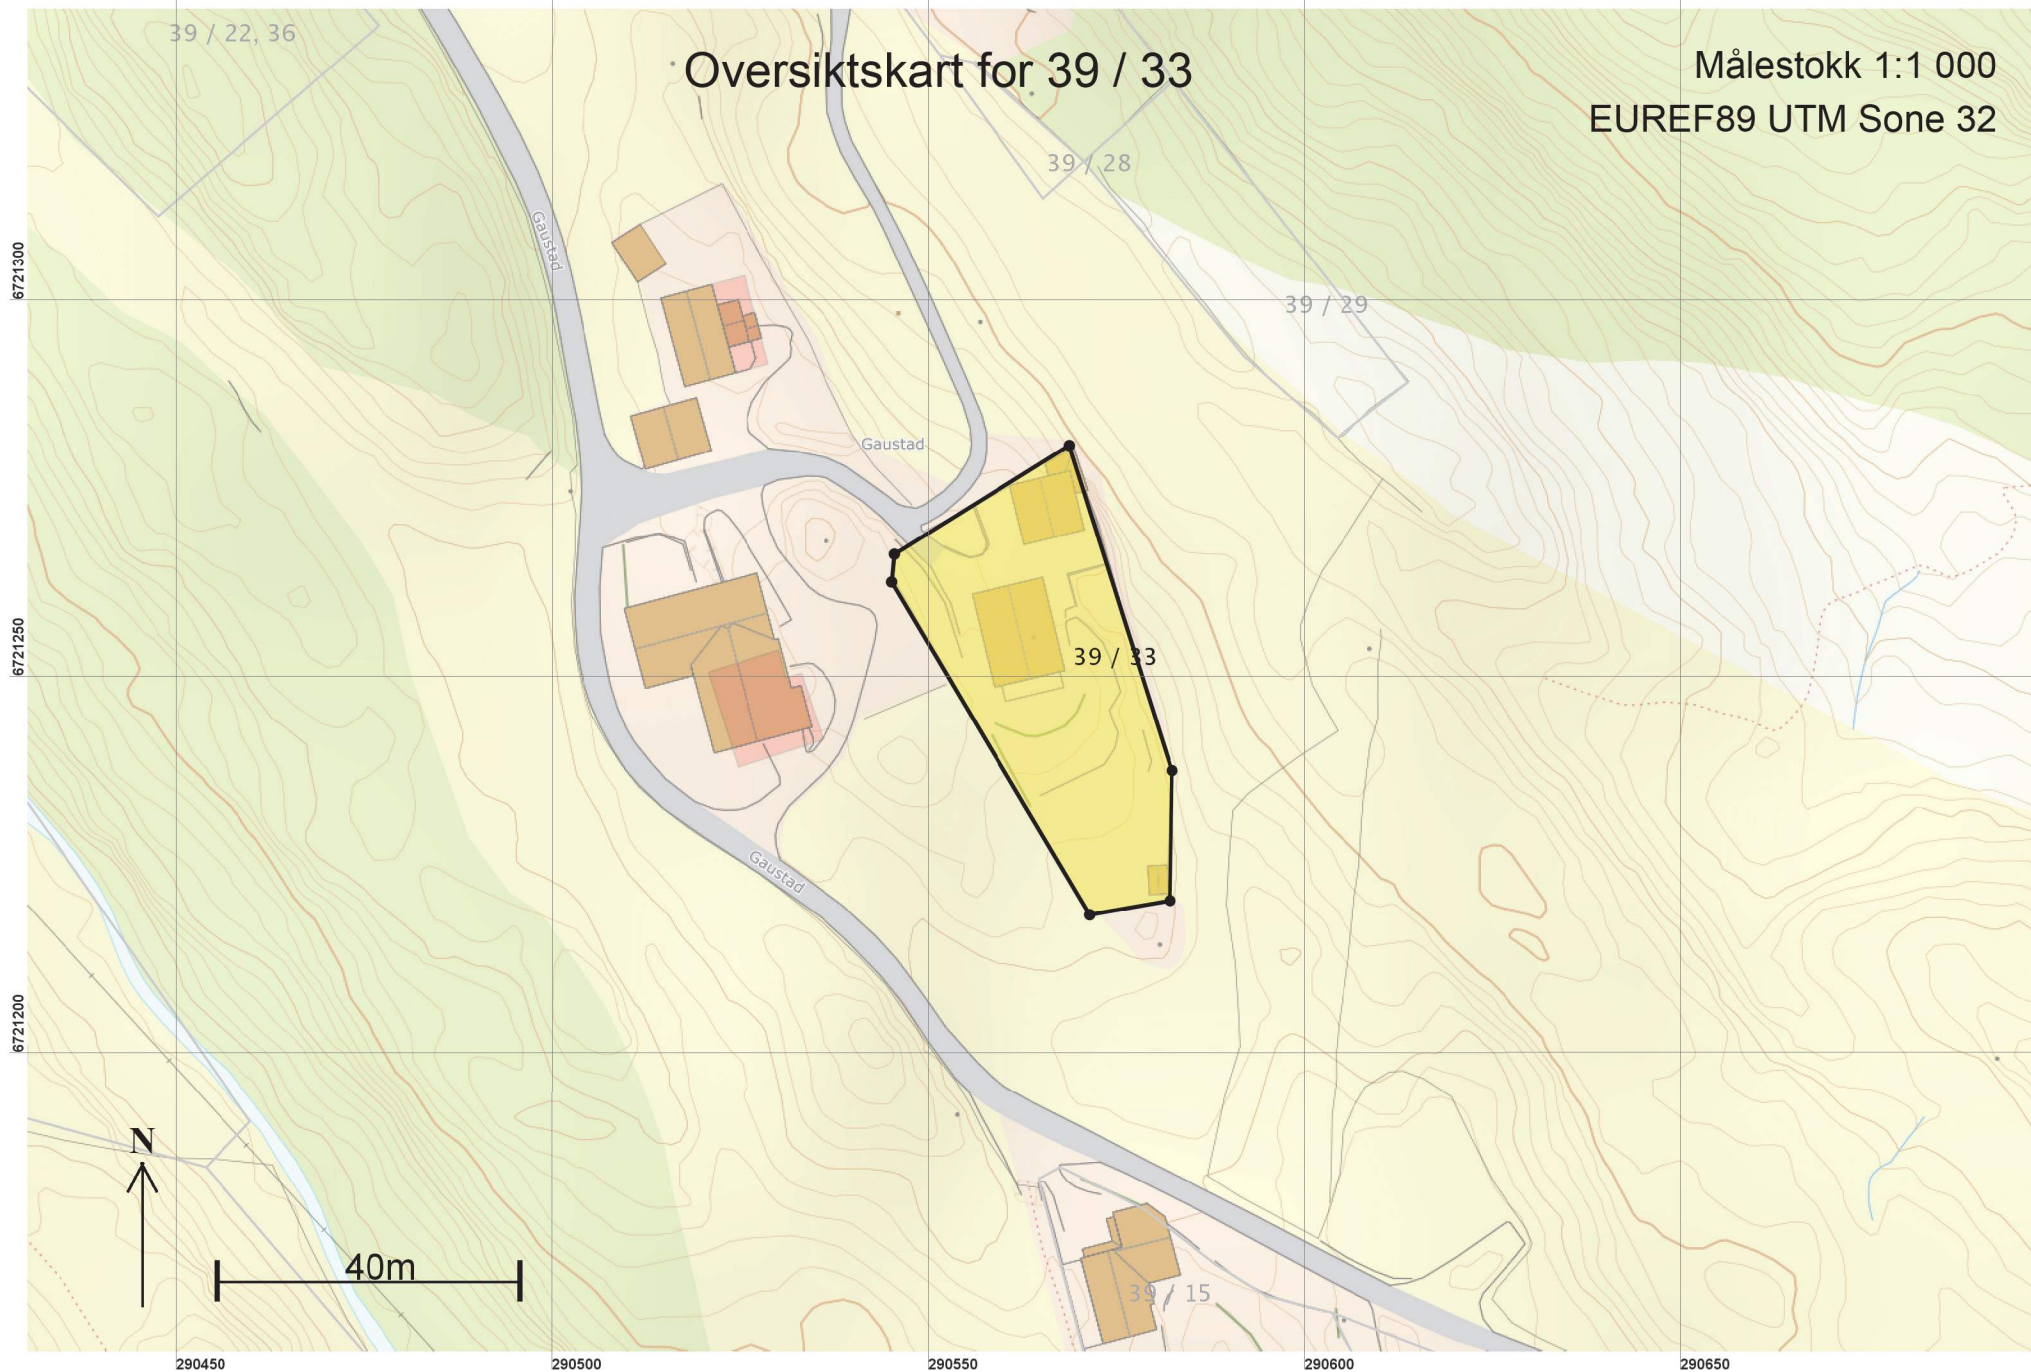 39 / 22, 36
Oversiktskart for 39 / 33
Målestokk 1:1 000
EUREF89 UTM Sone 32
39 / 28
Gaustad
6721300
39 / 29
Gaustad
6721250
39 / 33
Gaustad
6721200
N
40m
39 / 15
290450
290500
290550
290600
290650